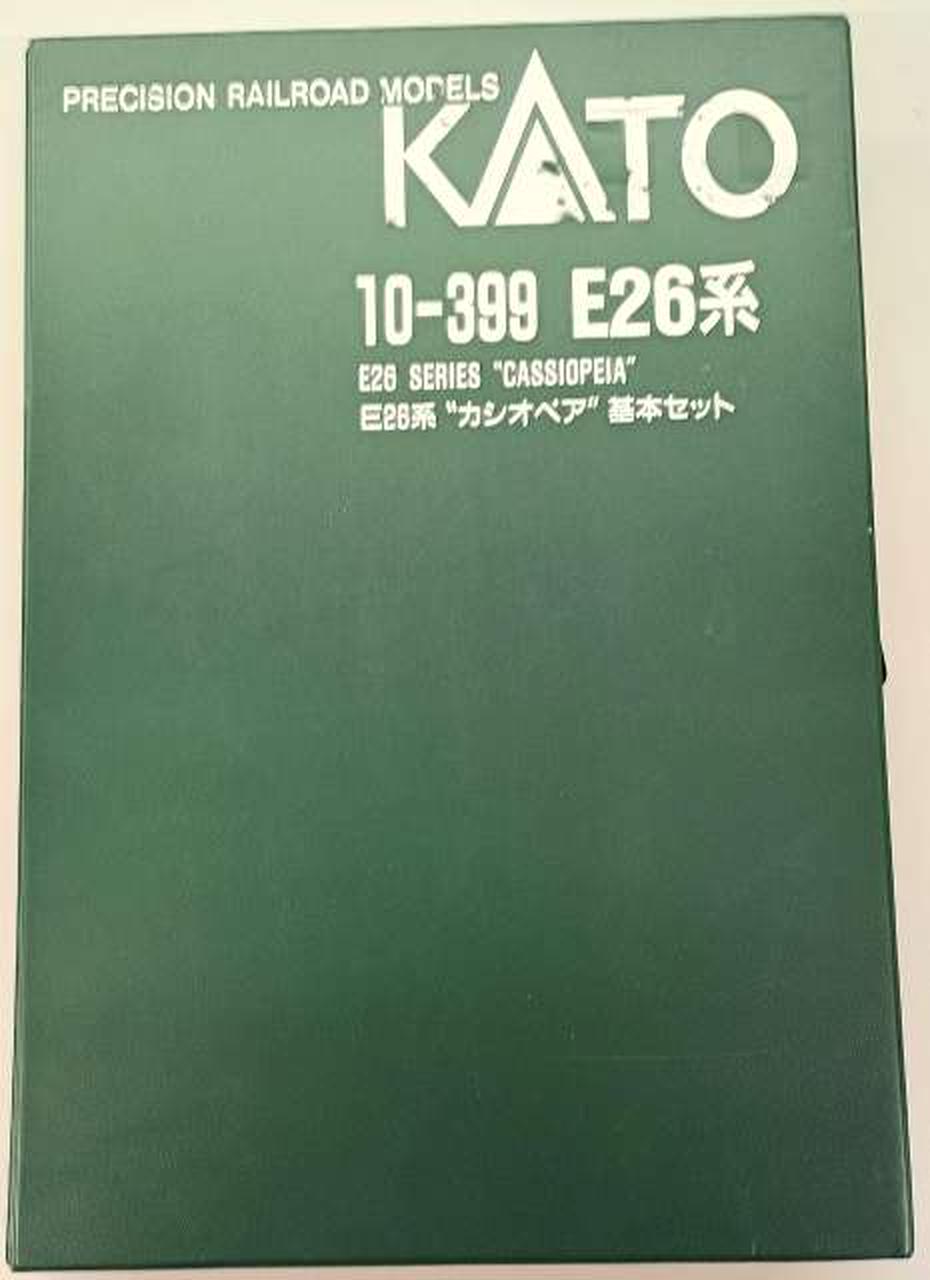 PRECISION RAILROAD MODELS
KATO
10-399 E26系
E26 SERIES "CASSIOPEIA"
E26系 "カシオペア" 基本セット